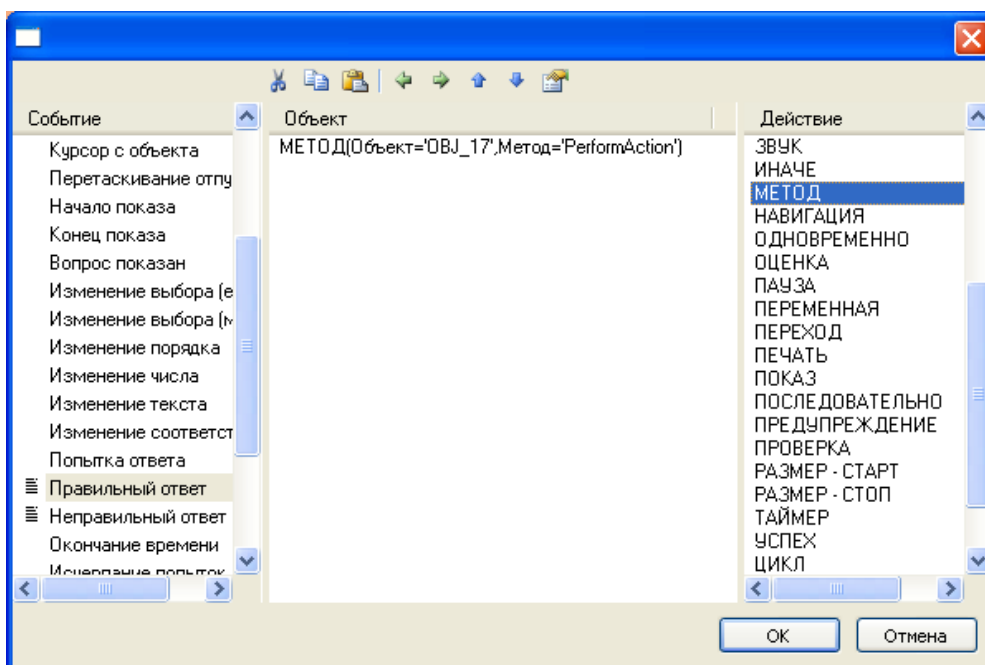 Событие
Курсор с объекта
Перетаскивание отпу
Начало показа
Конец показа
Вопрос показан
Изменение выбора (е
Изменение выбора (м
Изменение порядка
Изменение числа
Изменение текста
Изменение соответст
Попытка ответа
Правильный ответ
Неправильный ответ
Окончание времени
Исчерпание попыток
Объект
МЕТОД(Объект='OBJ_17',Метод='PerformAction')
Действие
ЗВУК
ИНАЧЕ
МЕТОД
НАВИГАЦИЯ
ОДНОВРЕМЕННО
ОЦЕНКА
ПАУЗА
ПЕРЕМЕННАЯ
ПЕРЕХОД
ПЕЧАТЬ
ПОКАЗ
ПОСЛЕДОВАТЕЛЬНО
ПРЕДУПРЕЖДЕНИЕ
ПРОВЕРКА
РАЗМЕР - СТАРТ
РАЗМЕР - СТОП
ТАЙМЕР
УСПЕХ
ЦИКЛ
ОК
Отмена